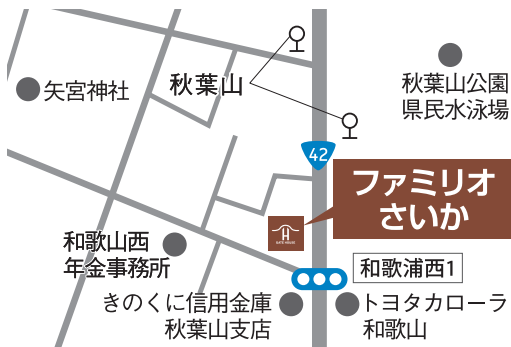 秋葉山
矢宮神社
秋葉山公園
県民水泳場
42
ファミリオ
さいか
和歌山西
年金事務所
和歌浦西1
きのくに信用金庫
秋葉山支店
トヨタカローラ
和歌山